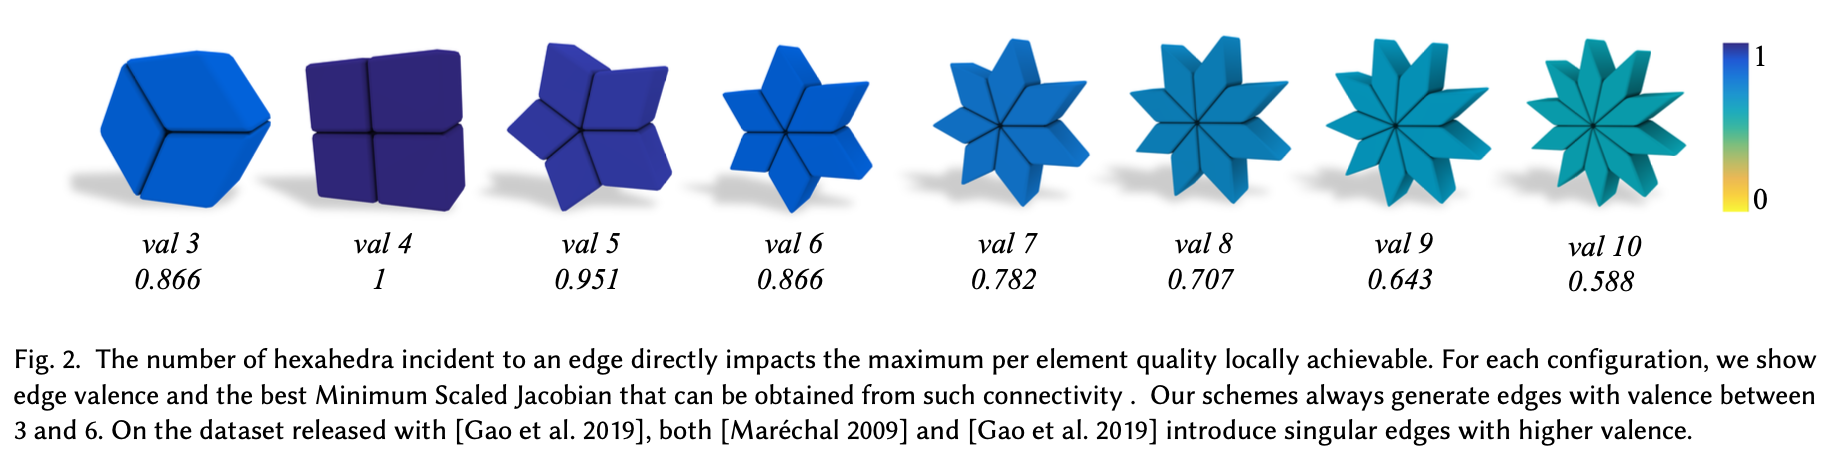 1
0
val 3 val 4 val 5 val 6 val 7 val 8 val 9 val 10
0.866 1 0.951 0.866 0.782 0.707 0.643 0.588
Fig. 2. The number of hexahedra incident to an edge directly impacts the maximum per element quality locally achievable. For each configuration, we show
edge valence and the best Minimum Scaled Jacobian that can be obtained from such connectivity . Our schemes always generate edges with valence between
3 and 6. On the dataset released with [Gao et al. 2019], both [Maréchal 2009] and [Gao et al. 2019] introduce singular edges with higher valence.